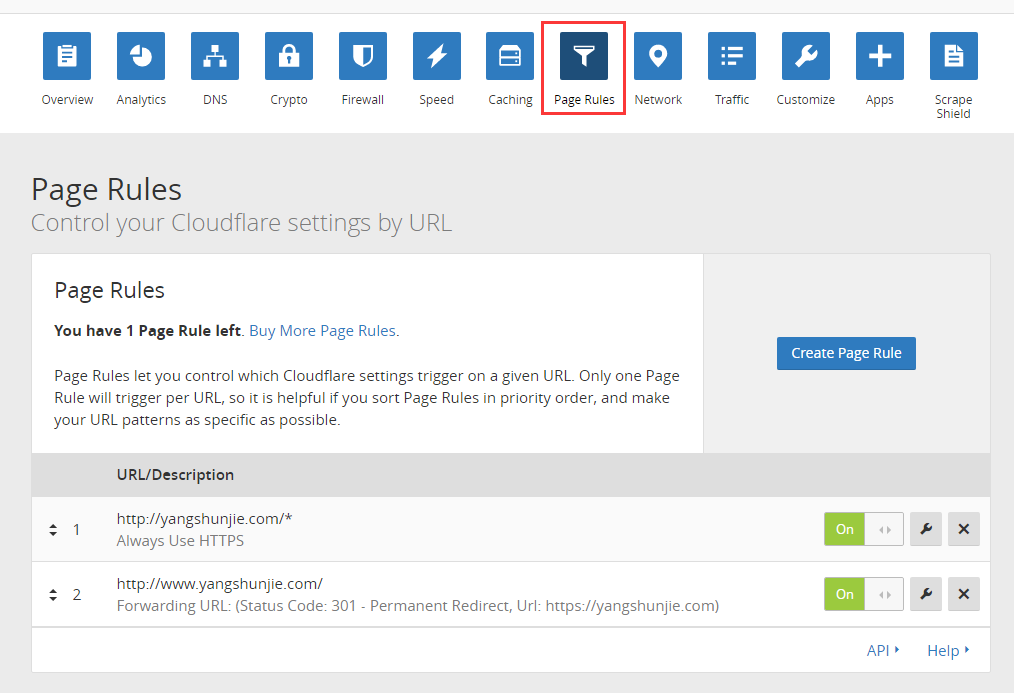 Overview Analytics DNS Crypto Firewall Speed Caching Page Rules Network Traffic Customize Apps Scrape
Shield
Page Rules
Control your Cloudflare settings by URL
Page Rules
You have 1 Page Rule left. Buy More Page Rules.
Create Page Rule
Page Rules let you control which Cloudflare settings trigger on a given URL. Only one Page
Rule will trigger per URL, so it is helpful if you sort Page Rules in priority order, and make
your URL patterns as specific as possible.
URL/Description
1 http://yangshunjie.com/* On
Always Use HTTPS
2 http://www.yangshunjie.com/ On
Forwarding URL: (Status Code: 301 - Permanent Redirect, Url: https://yangshunjie.com)
API Help